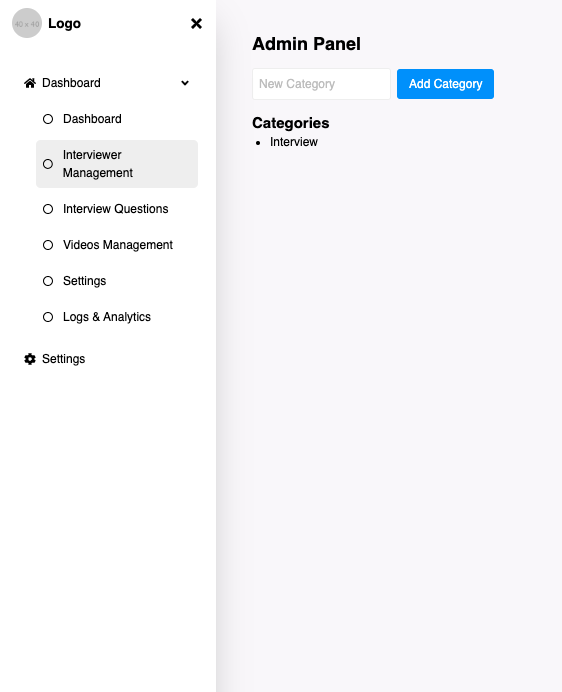 40 x 40
Logo
Dashboard
Dashboard
Interviewer
Management
Interview Questions
Videos Management
Settings
Logs & Analytics
Settings
Admin Panel
New Category
Add Category
Categories
Interview